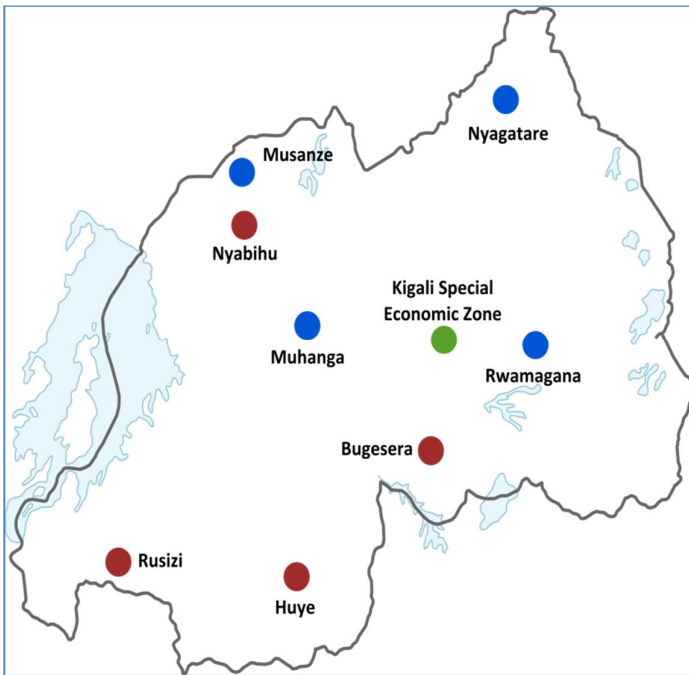 Nyagatare
Musanze
Nyabihu
Kigali Special
Economic Zone
Muhanga
Rwamagana
Bugesera
Rusizi
Huye